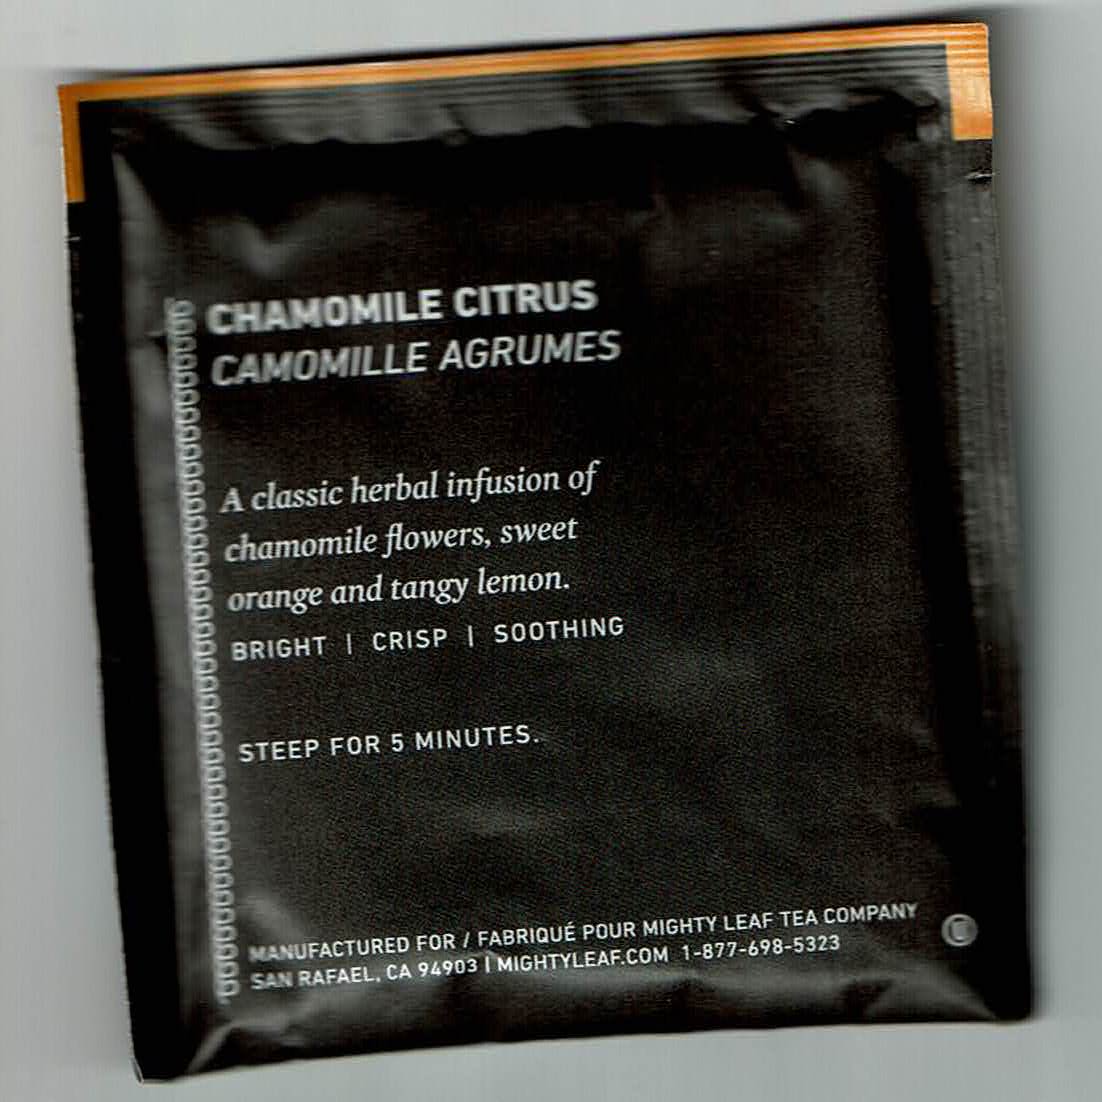 CHAMOMILE CITRUS
CAMOMILLE AGRUMES
A classic herbal infusion of
chamomile flowers, sweet
orange and tangy lemon.
BRIGHT | CRISP | SOOTHING
STEEP FOR 5 MINUTES.
MANUFACTURED FOR / FABRIQUÉ POUR MIGHTY LEAF TEA COMPANY
SAN RAFAEL, CA 94903 | MIGHTYLEAF.COM 1-877-698-5323